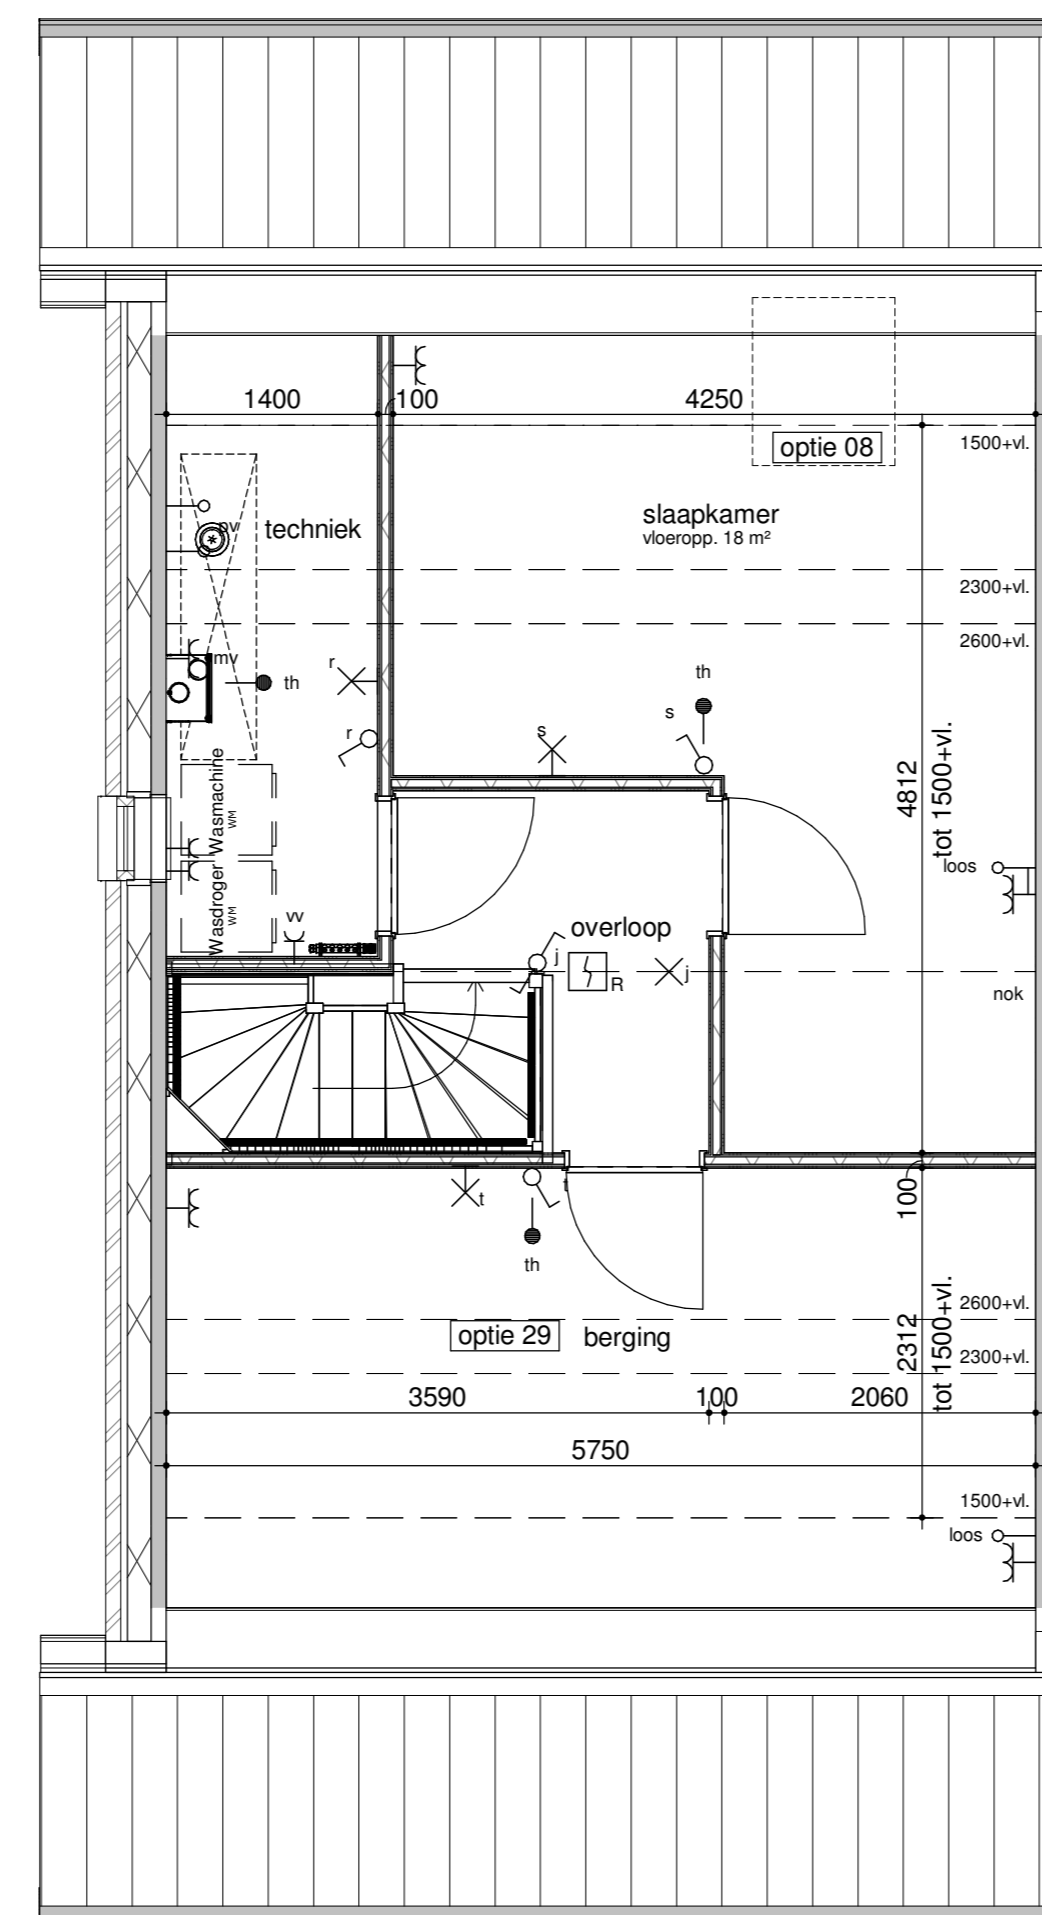 1400
100
4250
optie 08
1500+vl.
slaapkamer
vloeropp. 18 m²
pv
techniek
2300+vl.
2600+vl.
mv
th
r
r
th
s
s
4812
tot 1500+vl.
Wasmachine
WM
Wasdroger
WM
loos
overloop
j
R
j
nok
t
t
th
100
2600+vl.
optie 29
berging
2312
tot 1500+vl.
2300+vl.
3590
100
2060
5750
1500+vl.
loos